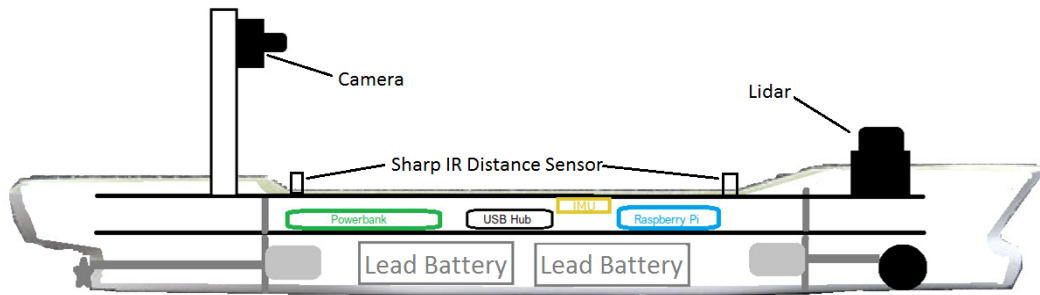 Camera
Lidar
Sharp IR Distance Sensor
IMU
Powerbank
USB Hub
Raspberry Pi
Lead Battery
Lead Battery